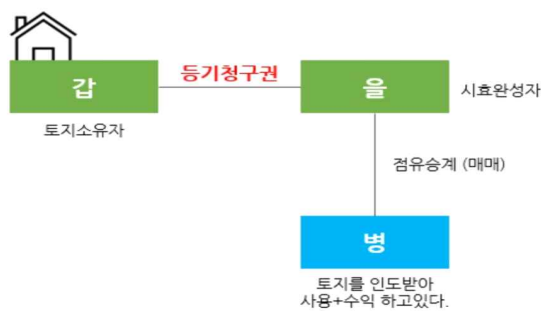 갑
등기청구권
을
시효완성자
토지소유자
점유승계 (매매)
병
토지를 인도받아
사용+수익 하고있다.